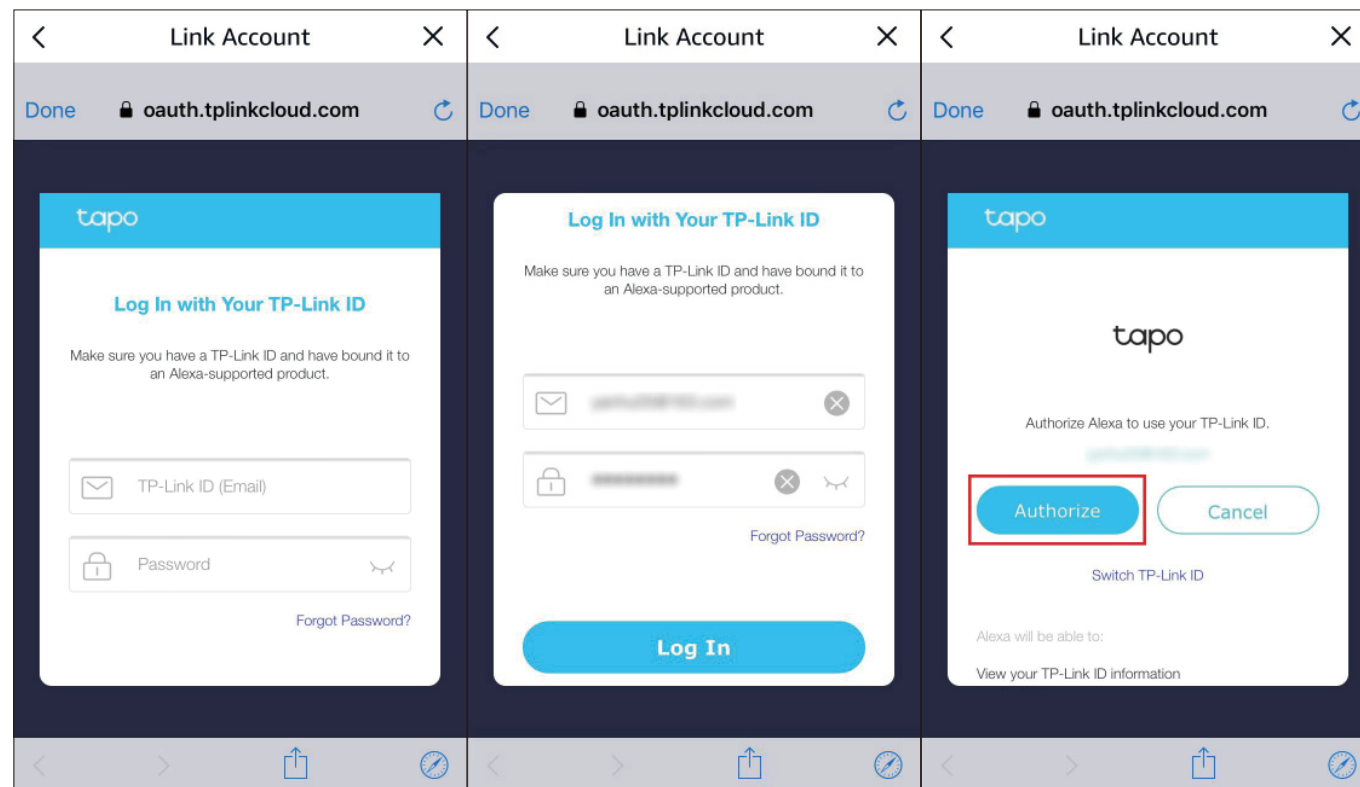 Link Account
Done oauth.tplinkcloud.com
tapo
Log In with Your TP-Link ID
Make sure you have a TP-Link ID and have bound it to
an Alexa-supported product.
TP-Link ID (Email)
Password
Forgot Password?
Link Account
Done oauth.tplinkcloud.com
Log In with Your TP-Link ID
Make sure you have a TP-Link ID and have bound it to
an Alexa-supported product.
Forgot Password?
Log In
Link Account
Done oauth.tplinkcloud.com
tapo
tapo
Authorize Alexa to use your TP-Link ID.
Authorize Cancel
Switch TP-Link ID
Alexa will be able to:
View your TP-Link ID information